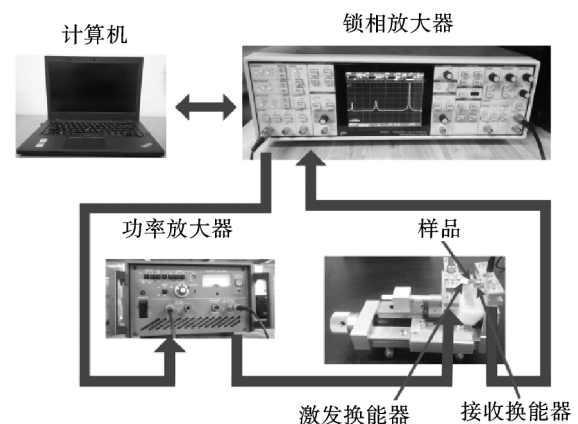 计算机
锁相放大器
功率放大器
样品
激发换能器
接收换能器